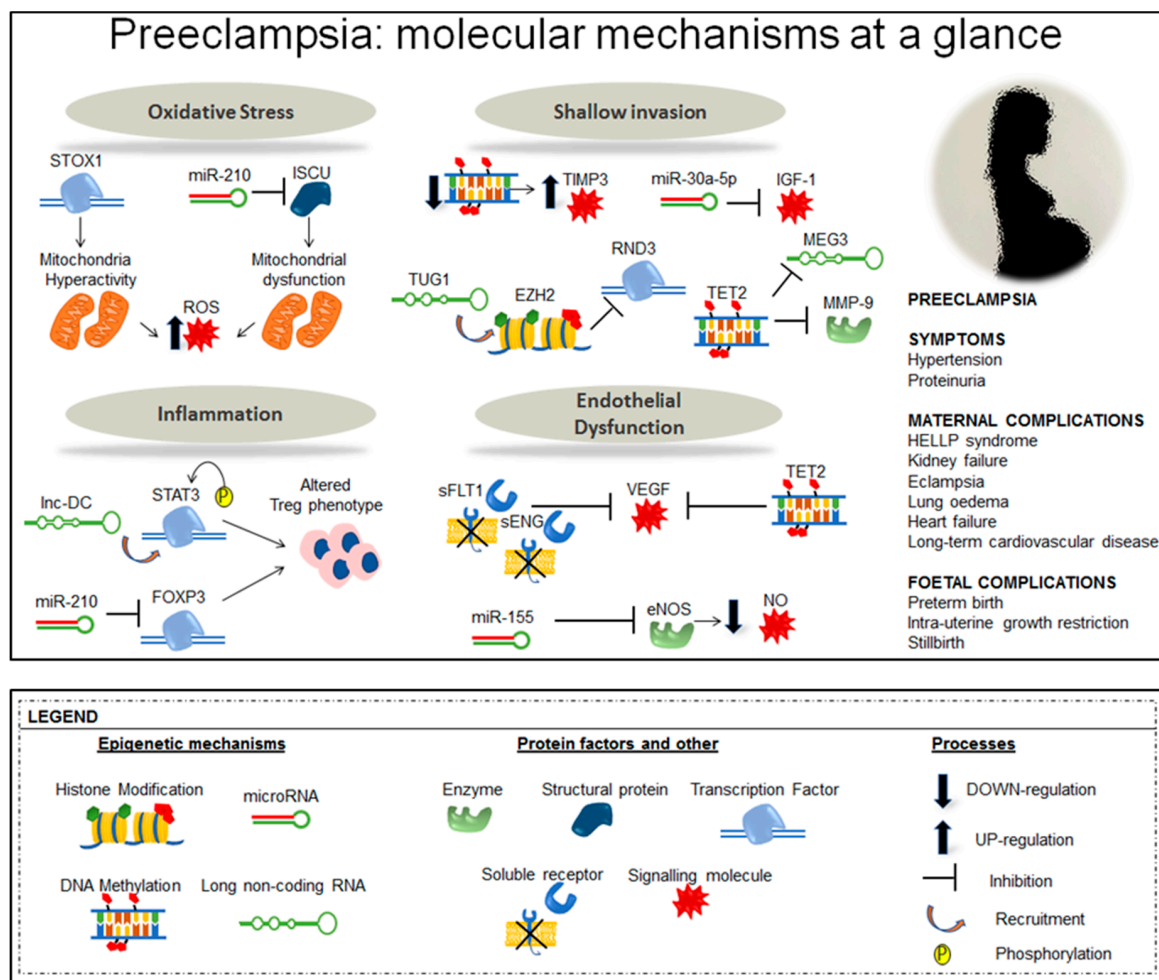 Preeclampsia: molecular mechanisms at a glance
Oxidative Stress
STOX1
miR-210
ISCU
Mitochondria
Hyperactivity
Mitochondrial
dysfunction
ROS
Shallow invasion
TIMP3
miR-30a-5p
IGF-1
TUG1
EZH2
RND3
TET2
MEG3
MMP-9
Inflammation
lnc-DC
STAT3
P
Altered
Treg phenotype
miR-210
FOXP3
Endothelial
Dysfunction
sFLT1
sENG
VEGF
TET2
miR-155
eNOS
NO
PREECLAMPSIA
SYMPTOMS
Hypertension
Proteinuria
MATERNAL COMPLICATIONS
HELLP syndrome
Kidney failure
Eclampsia
Lung oedema
Heart failure
Long-term cardiovascular disease
FOETAL COMPLICATIONS
Preterm birth
Intra-uterine growth restriction
Stillbirth
LEGEND
Epigenetic mechanisms
Histone Modification
microRNA
DNA Methylation
Long non-coding RNA
Protein factors and other
Enzyme
Structural protein
Transcription Factor
Soluble receptor
Signalling molecule
Processes
DOWN-regulation
UP-regulation
Inhibition
Recruitment
P
Phosphorylation